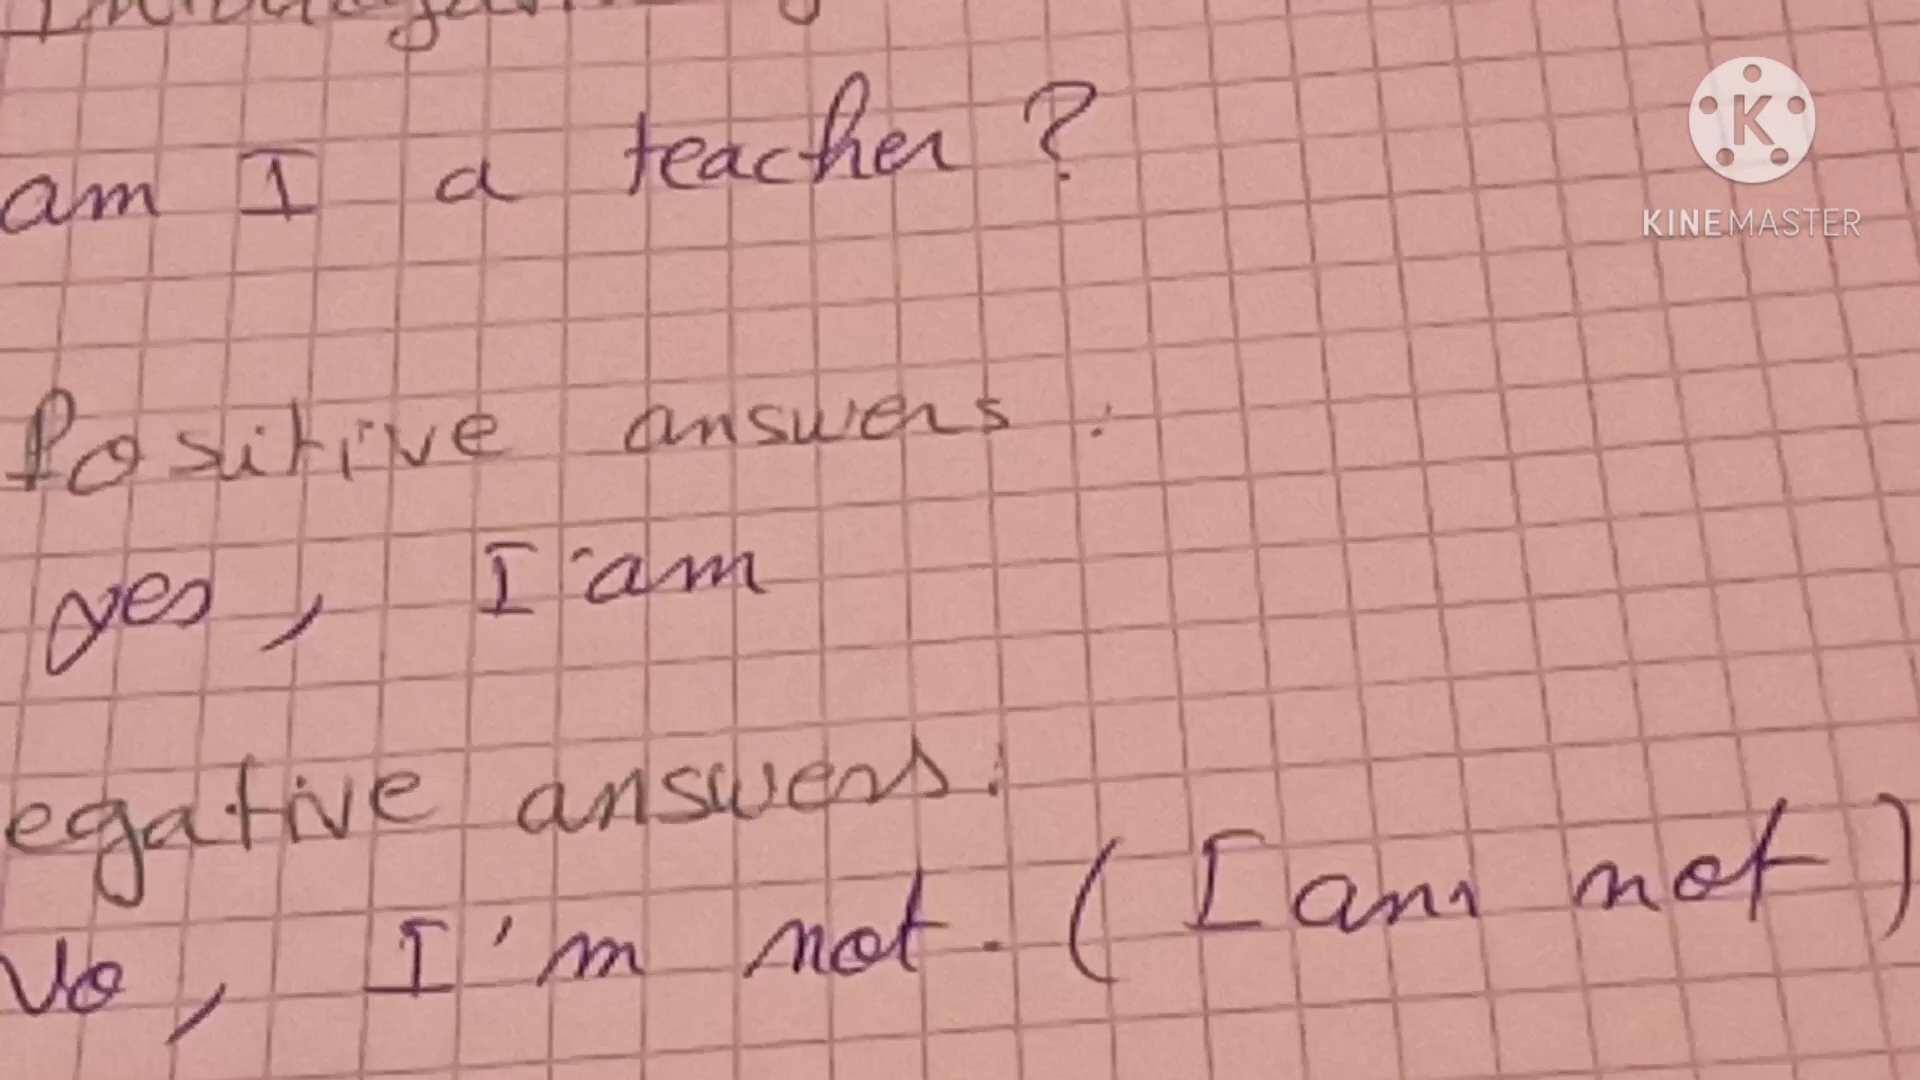 am I a teacher ?
Positive answers :
yes , I am
egative answers :
No , I'm not . ( I am not )
KINEMASTER